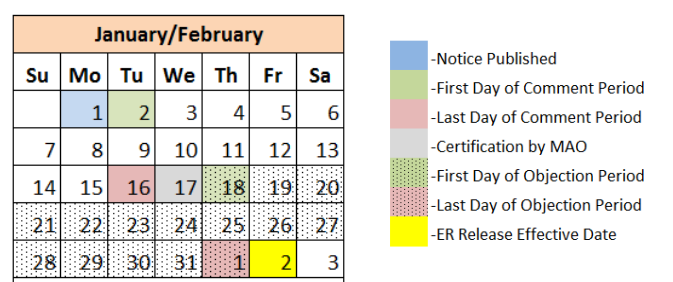 January/February
Su Mo Tu We Th Fr Sa
1 2 3 4 5 6
7 8 9 10 11 12 13
14 15 16 17 18 19 20
21 22 23 24 25 26 27
28 29 30 31 1 2 3
-Notice Published
-First Day of Comment Period
-Last Day of Comment Period
-Certification by MAO
-First Day of Objection Period
-Last Day of Objection Period
-ER Release Effective Date